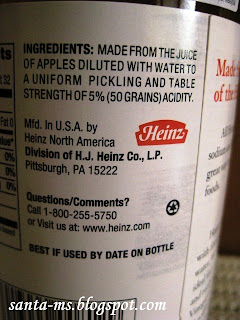 INGREDIENTS: MADE FROM THE JUICE
OF APPLES DILUTED WITH WATER TO
A UNIFORM PICKLING AND TABLE
STRENGTH OF 5% (50 GRAINS) ACIDITY.
Mfd. In U.S.A. by
Heinz North America
Division of H.J. Heinz Co., L.P.
Pittsburgh, PA 15222
Heinz
Questions/Comments?
Call 1-800-255-5750
or Visit us at: www.heinz.com
BEST IF USED BY DATE ON BOTTLE
Made
of the
sodiu
great
foods.
santa-ms.blogspot.com